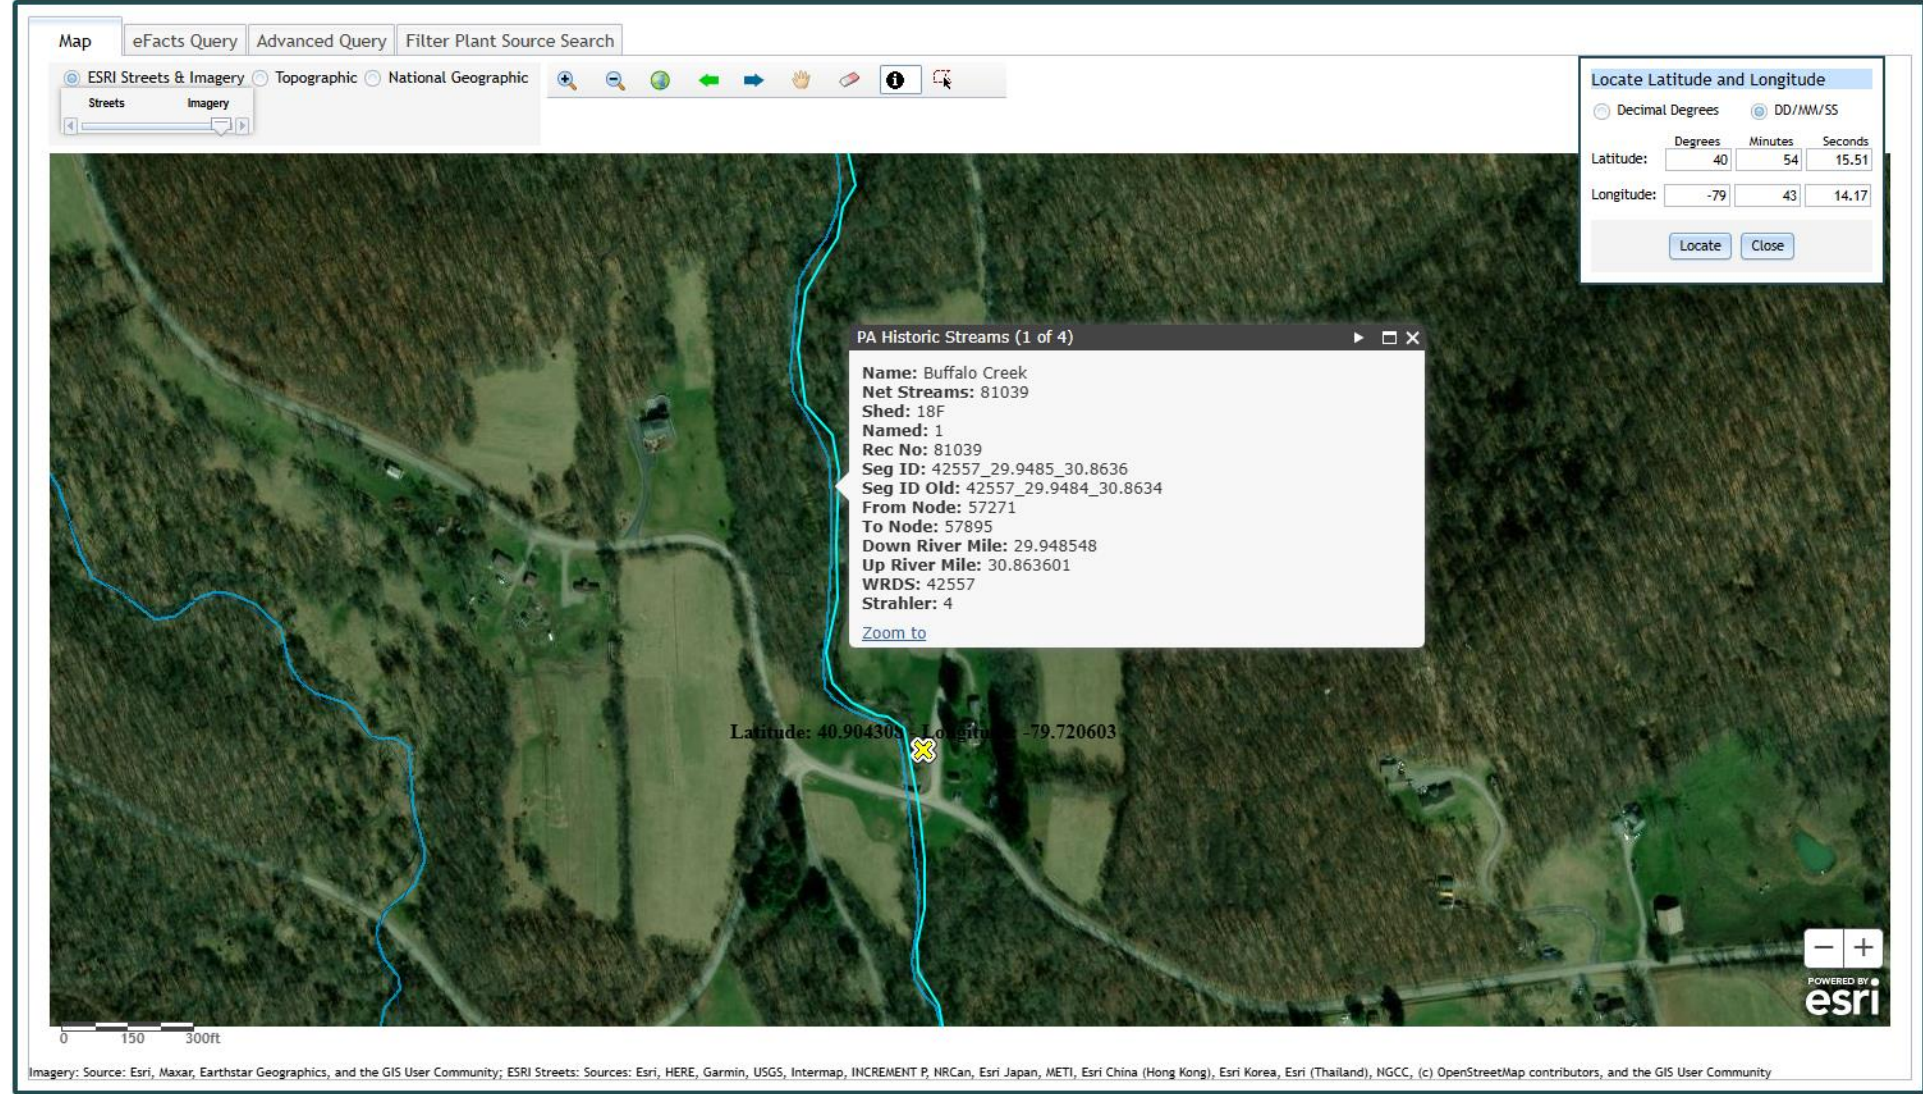 Map eFacts Query Advanced Query Filter Plant Source Search
ESRI Streets & Imagery Topographic National Geographic
Streets Imagery
Locate Latitude and Longitude
Decimal Degrees DD/MM/SS
Degrees Minutes Seconds
Latitude: 40 54 15.51
Longitude: -79 43 14.17
Locate Close
PA Historic Streams (1 of 4)
Name: Buffalo Creek
Net Streams: 81039
Shed: 18F
Named: 1
Rec No: 81039
Seg ID: 42557_29.9485_30.8636
Seg ID Old: 42557_29.9484_30.8634
From Node: 57271
To Node: 57895
Down River Mile: 29.948548
Up River Mile: 30.863601
WRDS: 42557
Strahler: 4
Zoom to
Latitude: 40.904308 - Longitude: -79.720603
POWERED BY
esri
0 150 300ft
Imagery: Source: Esri, Maxar, Earthstar Geographics, and the GIS User Community; ESRI Streets: Sources: Esri, HERE, Garmin, USGS, Intermap, INCREMENT P, NRCan, Esri Japan, METI, Esri China (Hong Kong), Esri Korea, Esri (Thailand), NGCC, (c) OpenStreetMap contributors, and the GIS User Community